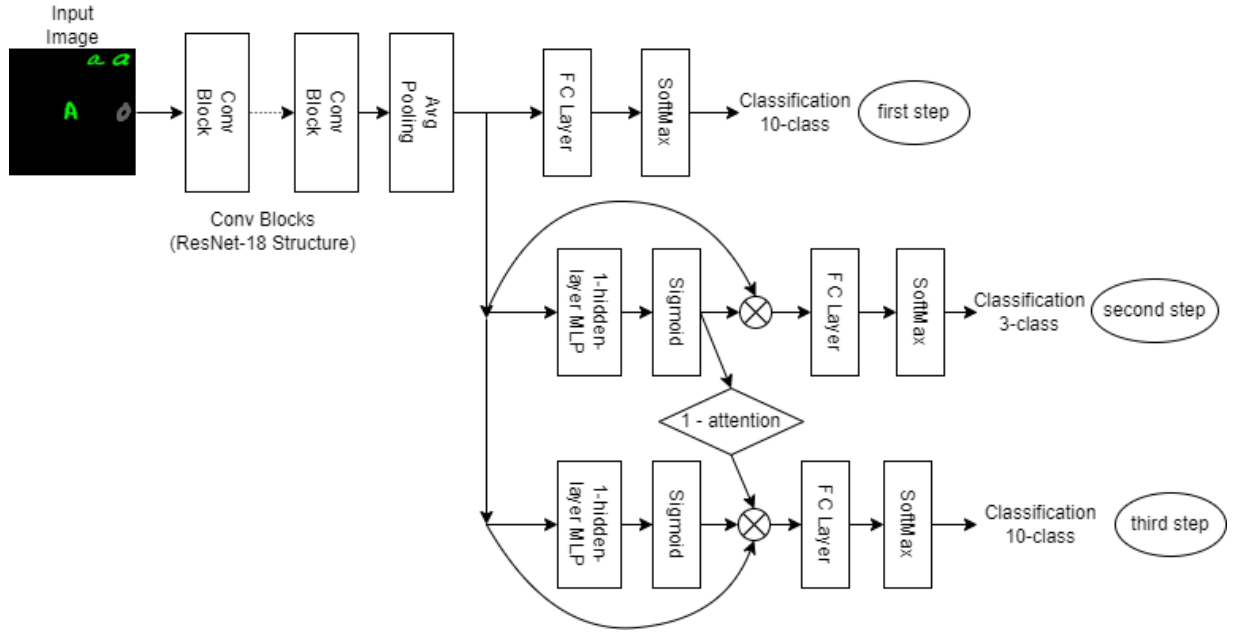 Input
Image
a a
A
Conv
Block
Conv
Block
Avg
Pooling
FC Layer
SoftMax
Classification
10-class
first step
Conv Blocks
(ResNet-18 Structure)
1-hidden-
layer MLP
Sigmoid
FC Layer
SoftMax
Classification
3-class
second step
1 - attention
1-hidden-
layer MLP
Sigmoid
FC Layer
SoftMax
Classification
10-class
third step